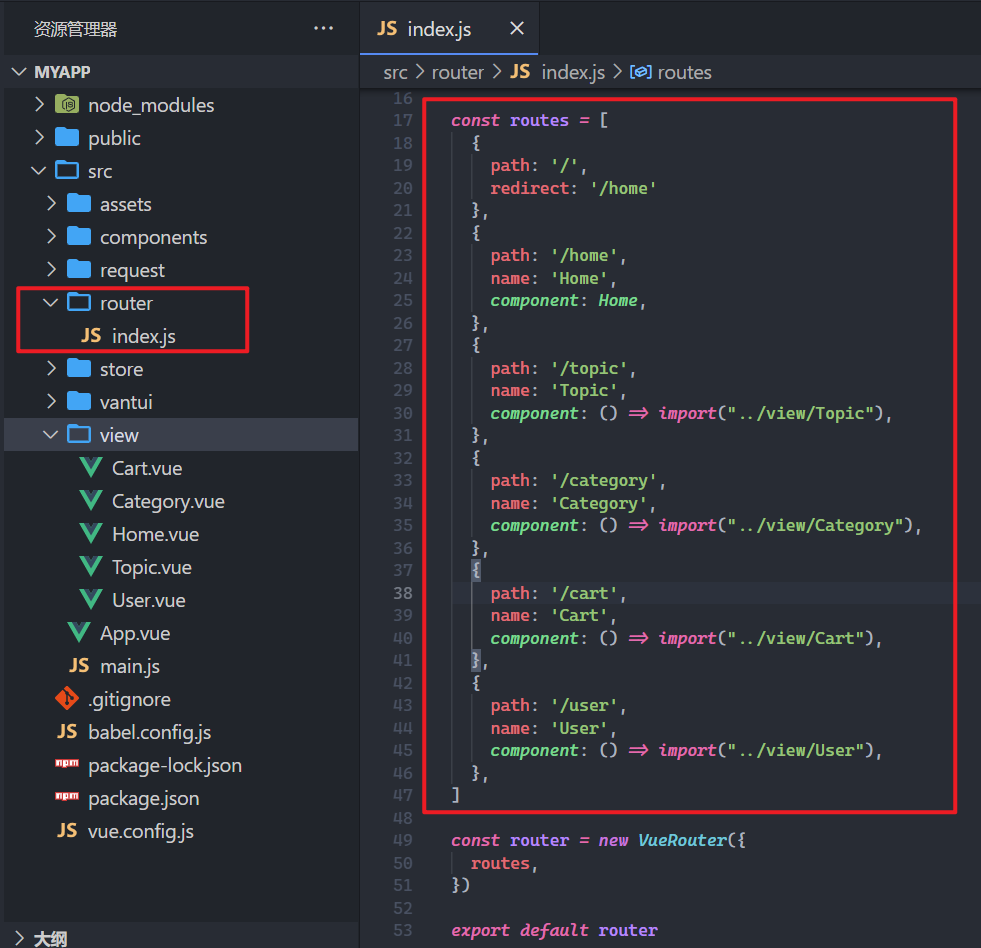 资源管理器
MYAPP
node_modules
public
src
assets
components
request
router
JS index.js
store
vantui
view
Cart.vue
Category.vue
Home.vue
Topic.vue
User.vue
App.vue
JS main.js
.gitignore
JS babel.config.js
npm package-lock.json
npm package.json
JS vue.config.js
大纲
JS index.js
src > router > JS index.js > routes
16
17 const routes = [
18 {
19 path: '/',
20 redirect: '/home'
21 },
22 {
23 path: '/home',
24 name: 'Home',
25 component: Home,
26 },
27 {
28 path: '/topic',
29 name: 'Topic',
30 component: () => import("../view/Topic"),
31 },
32 {
33 path: '/category',
34 name: 'Category',
35 component: () => import("../view/Category"),
36 },
37 {
38 path: '/cart',
39 name: 'Cart',
40 component: () => import("../view/Cart"),
41 },
42 {
43 path: '/user',
44 name: 'User',
45 component: () => import("../view/User"),
46 },
47 ]
48
49 const router = new VueRouter({
50 routes,
51 })
52
53 export default router